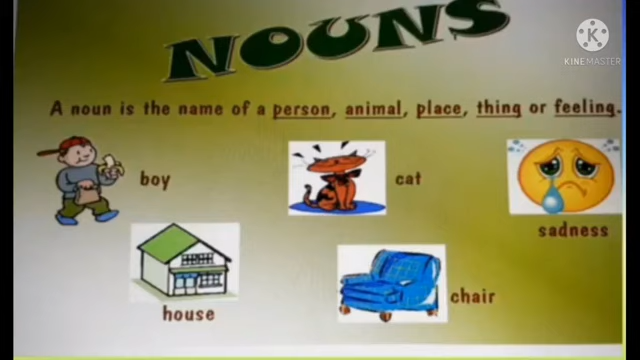 NOUNS
K
KINEMASTER
A noun is the name of a person, animal, place, thing or feeling.
boy
cat
sadness
house
chair